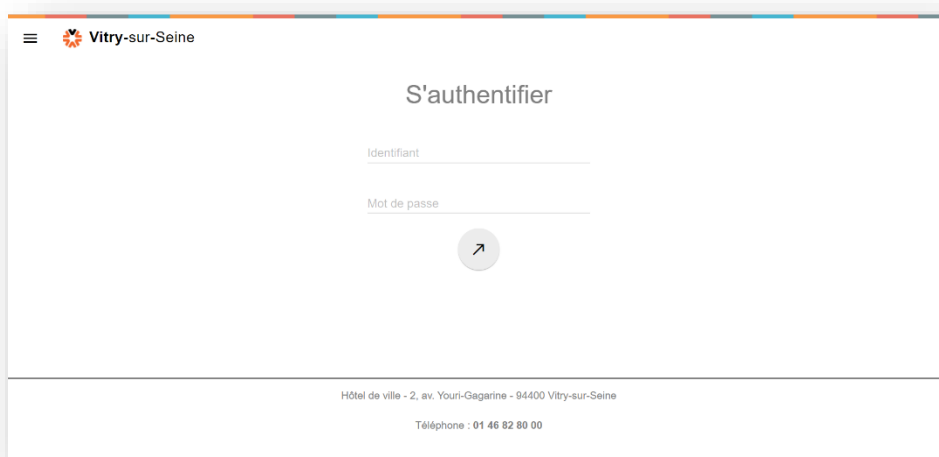 Vitry-sur-Seine
S'authentifier
Identifiant
Mot de passe
Hôtel de ville - 2, av. Youri-Gagarine - 94400 Vitry-sur-Seine
Téléphone : 01 46 82 80 00